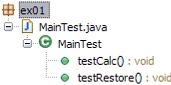 ex01
MainTest.java
MainTest
testCalc() : void
testRestore() : void